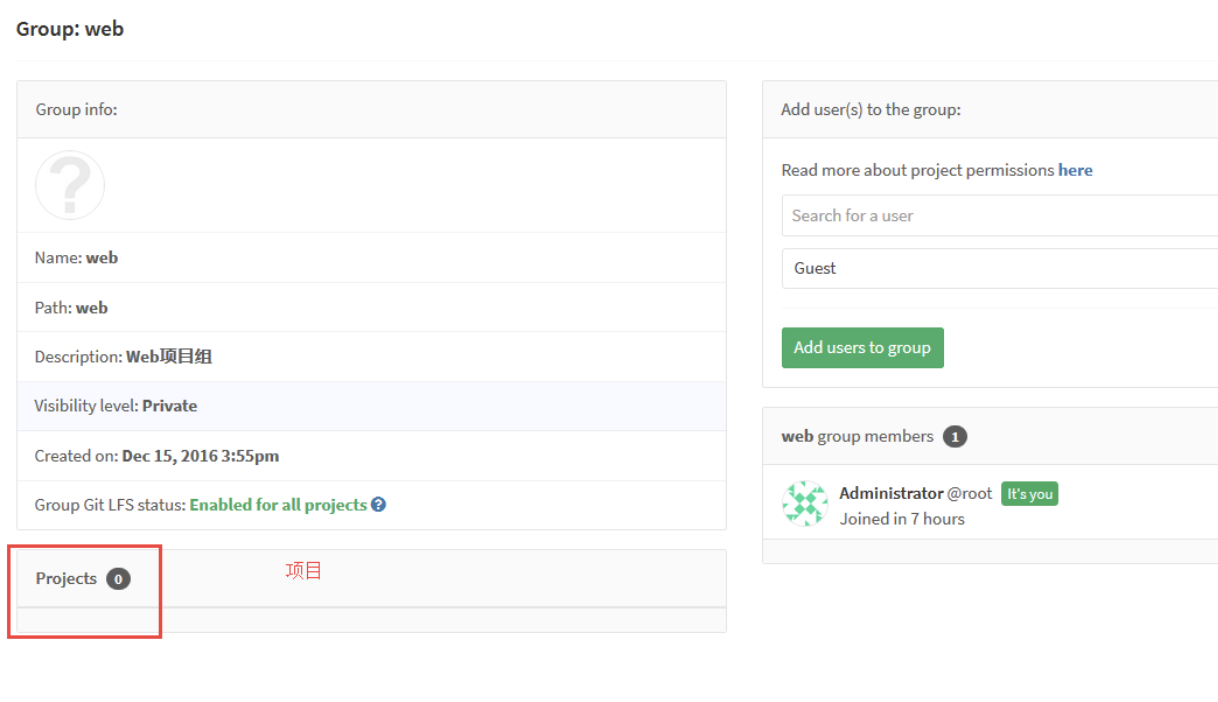 Group: web
Group info:
Name: web
Path: web
Description: Web项目组
Visibility level: Private
Created on: Dec 15, 2016 3:55pm
Group Git LFS status: Enabled for all projects ?
Projects 0
项目
Add user(s) to the group:
Read more about project permissions here
Search for a user
Guest
Add users to group
web group members 1
Administrator @root It's you
Joined in 7 hours